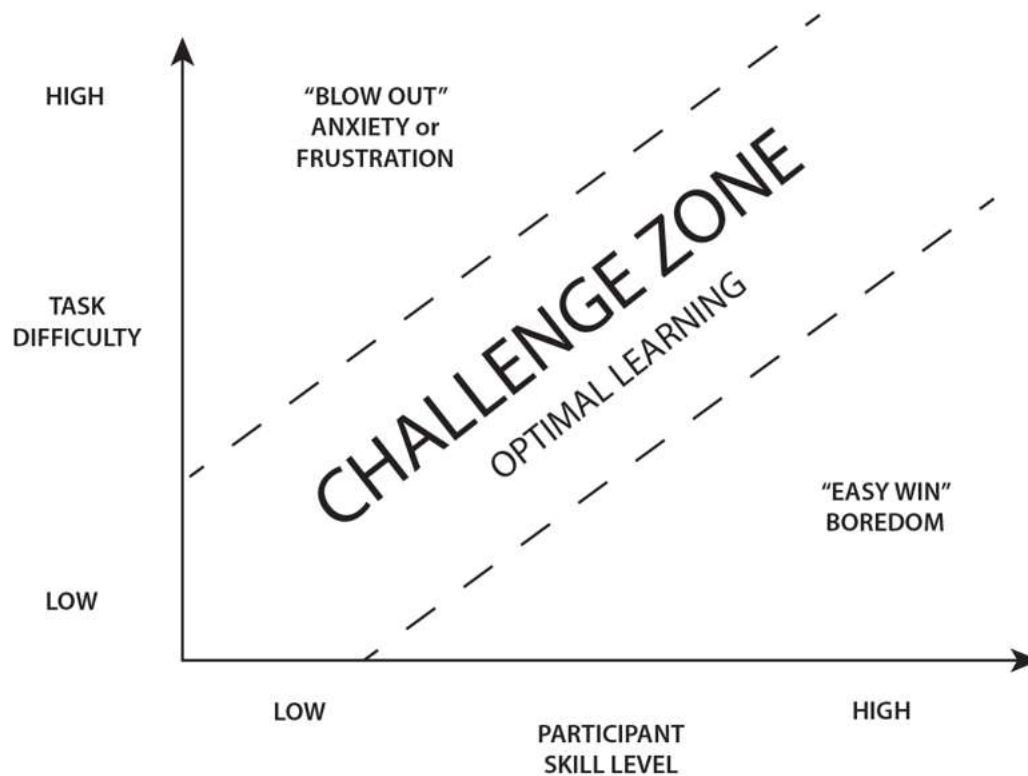 HIGH
“BLOW OUT”
ANXIETY or
FRUSTRATION
CHALLENGE ZONE
OPTIMAL LEARNING
TASK
DIFFICULTY
“EASY WIN”
BOREDOM
LOW
LOW
HIGH
PARTICIPANT
SKILL LEVEL